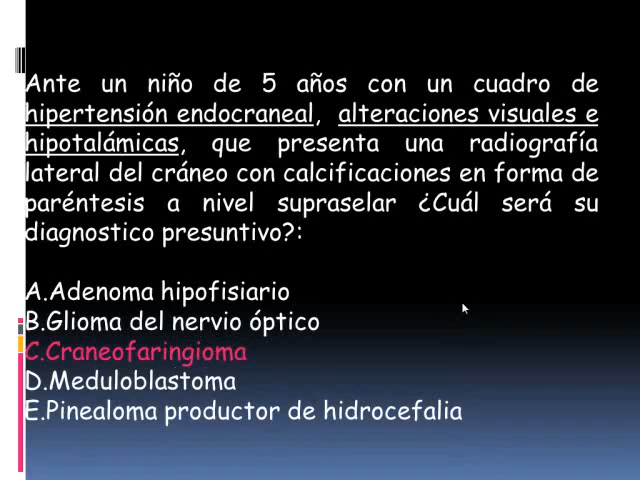 Ante un niño de 5 años con un cuadro de
hipertensión endocraneal, alteraciones visuales e
hipotalámicas, que presenta una radiografía
lateral del cráneo con calcificaciones en forma de
paréntesis a nivel supraselar ¿Cuál será su
diagnostico presuntivo?:
A.Adenoma hipofisiario
B.Glioma del nervio óptico
C.Craneofaringioma
D.Meduloblastoma
E.Pinealoma productor de hidrocefalia